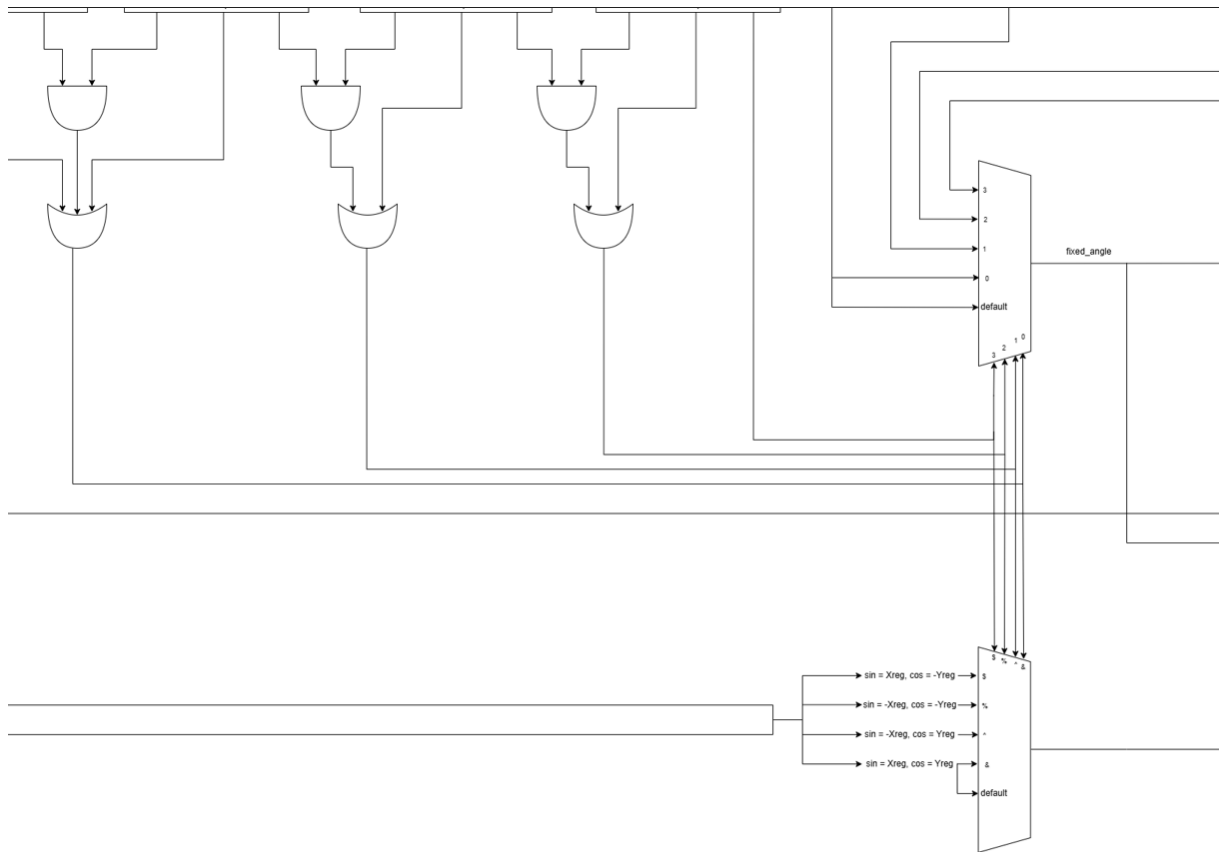 3
2
fixed_angle
1
0
default
0
1
2
3
$
%
^
&
sin = Xreg, cos = -Yreg
$
sin = -Xreg, cos = -Yreg
%
sin = -Xreg, cos = Yreg
^
sin = Xreg, cos = Yreg
&
default